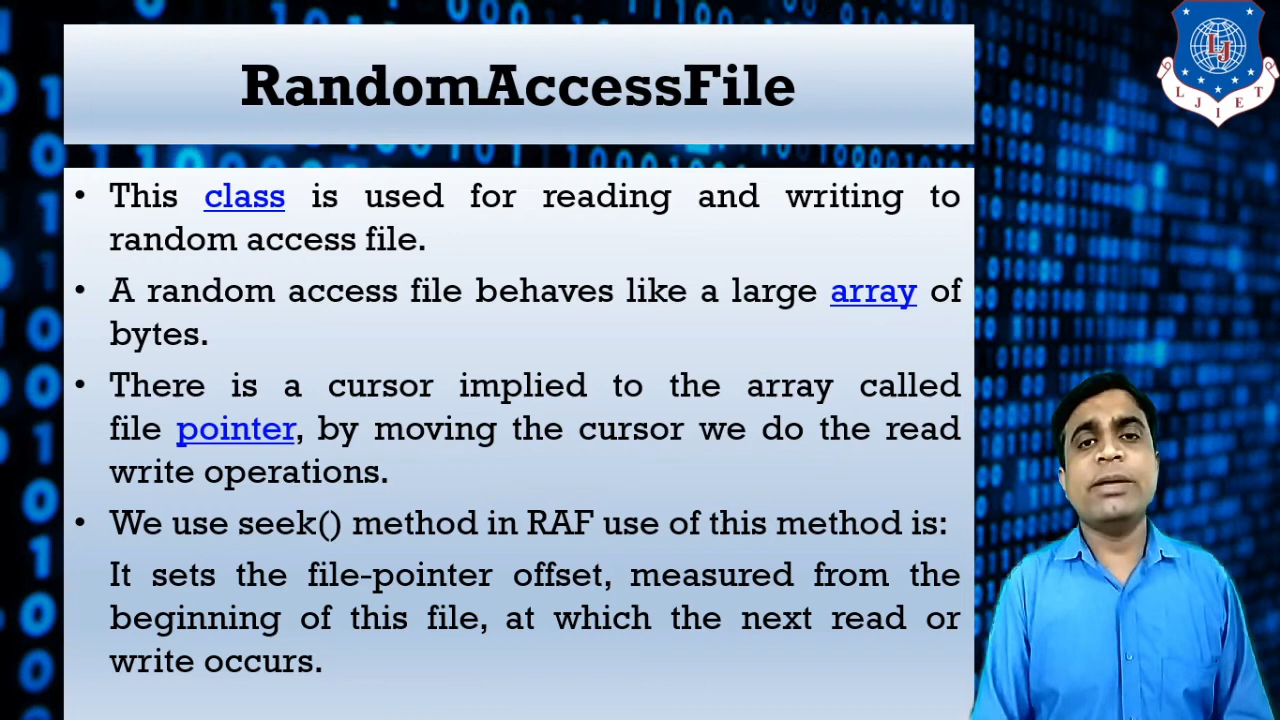 RandomAccessFile
• This class is used for reading and writing to
random access file.
• A random access file behaves like a large array of
bytes.
• There is a cursor implied to the array called
file pointer, by moving the cursor we do the read
write operations.
• We use seek() method in RAF use of this method is:
It sets the file-pointer offset, measured from the
beginning of this file, at which the next read or
write occurs.
LJ
L J I E T